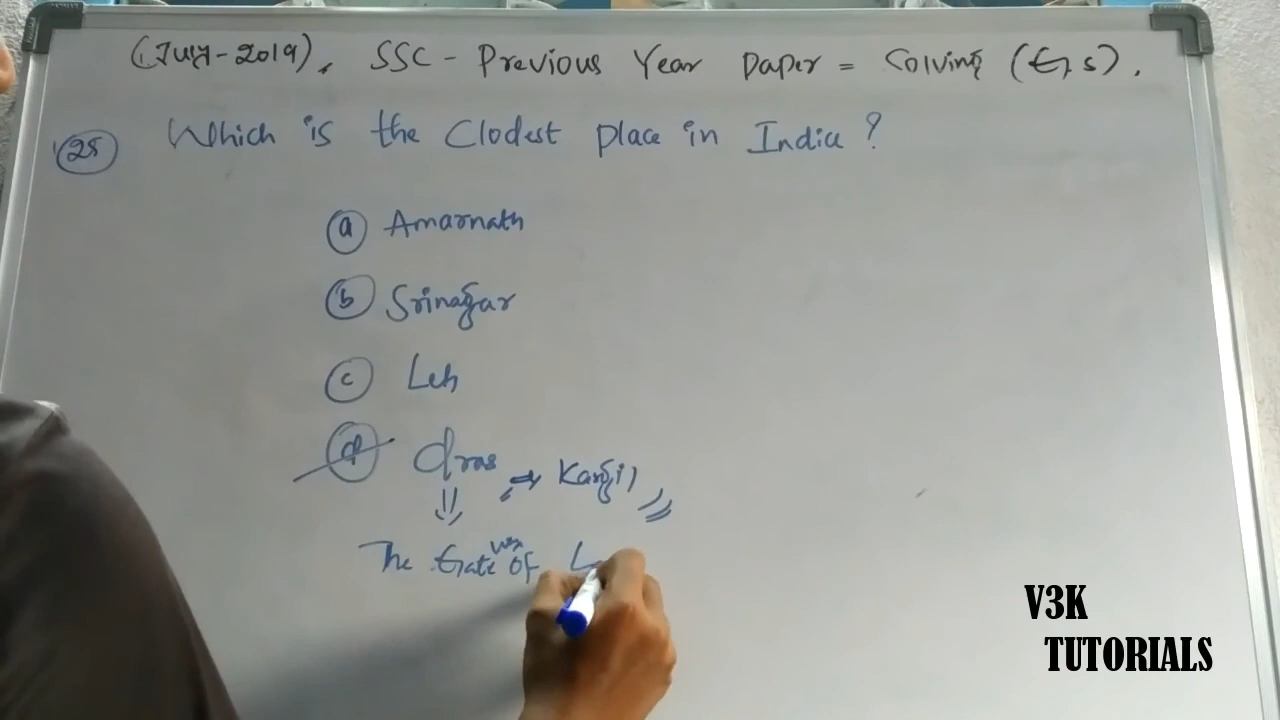 (July-2019), SSC - Previous Year Paper = Solving (G,s).
25 Which is the Clodest place in India ?
a Amarnath
b Srinagar
c Leh
d dras ⇒ Kargil
The Gate way of L
V3K
TUTORIALS